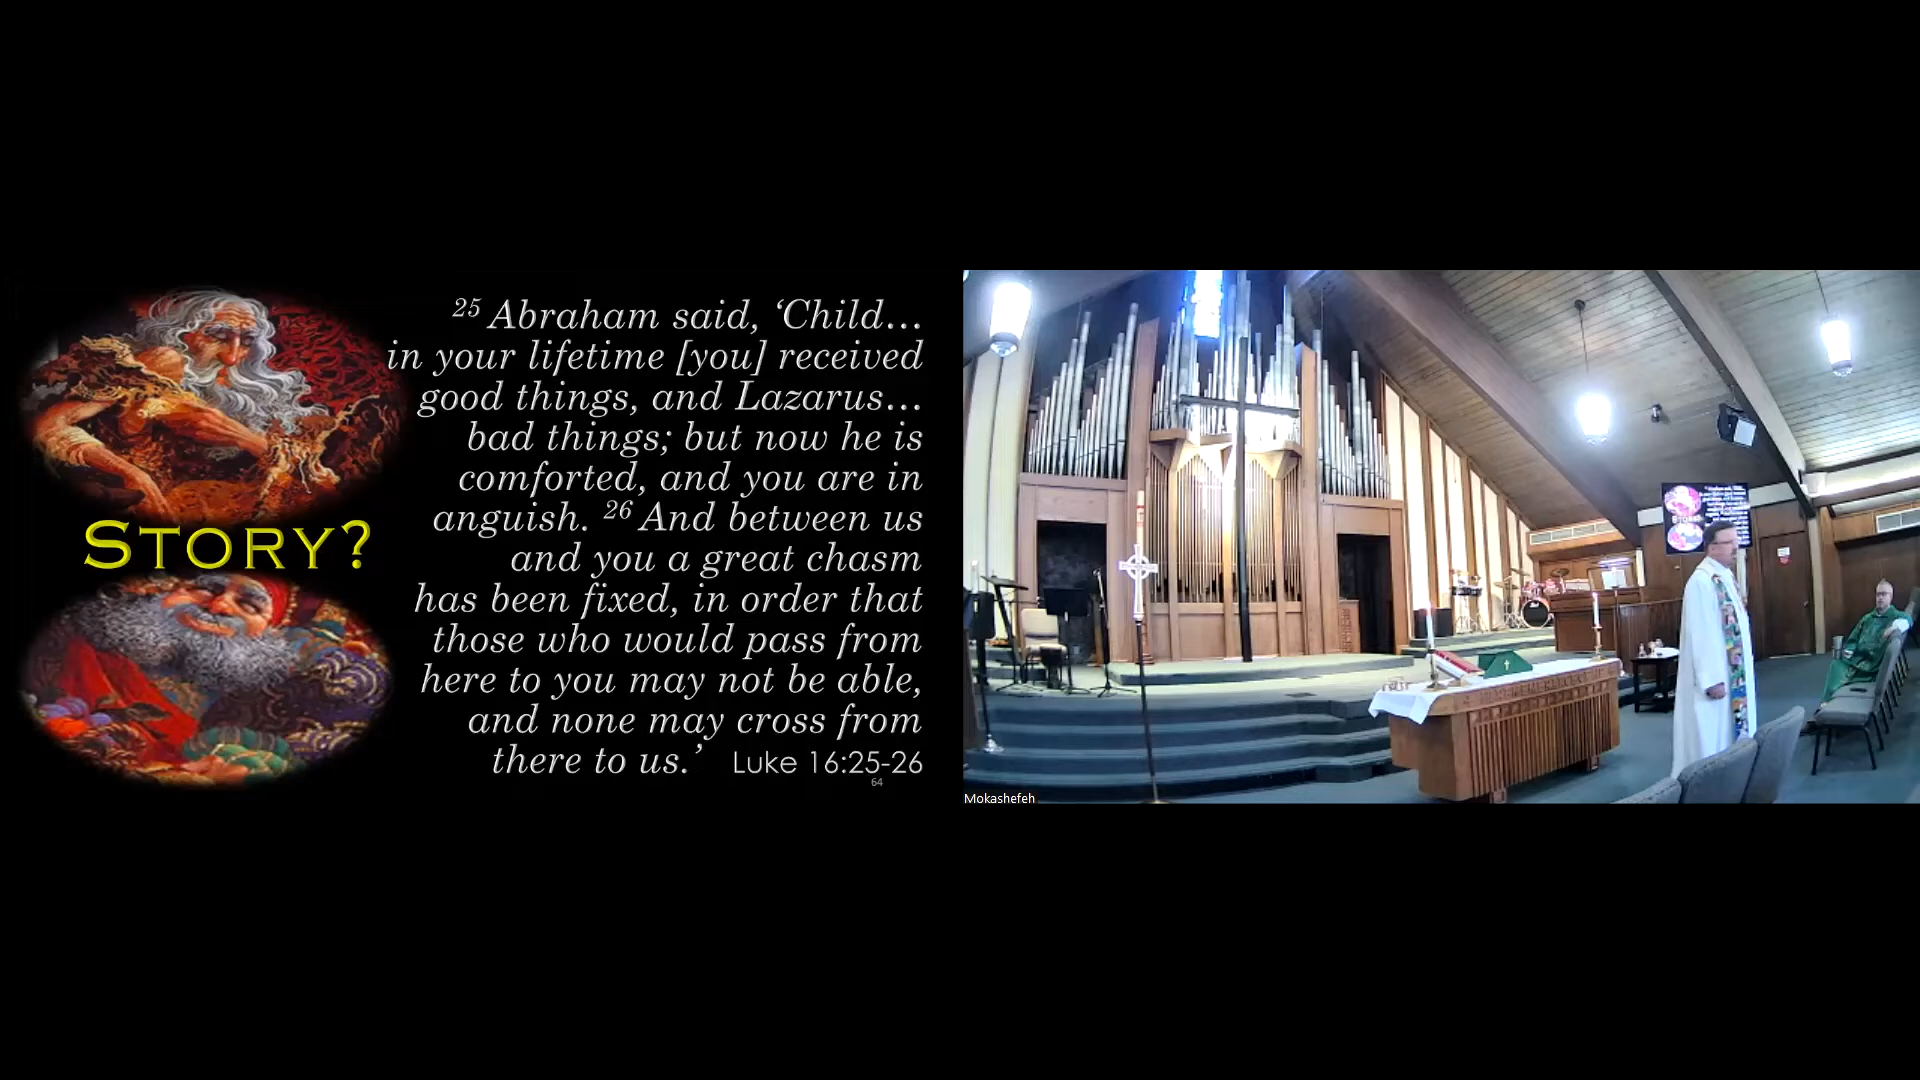 25 Abraham said, ‘Child…
in your lifetime [you] received
good things, and Lazarus…
bad things; but now he is
comforted, and you are in
anguish. 26 And between us
and you a great chasm
has been fixed, in order that
those who would pass from
here to you may not be able,
and none may cross from
there to us.’ Luke 16:25-26
64
STORY?
Mokashefeh